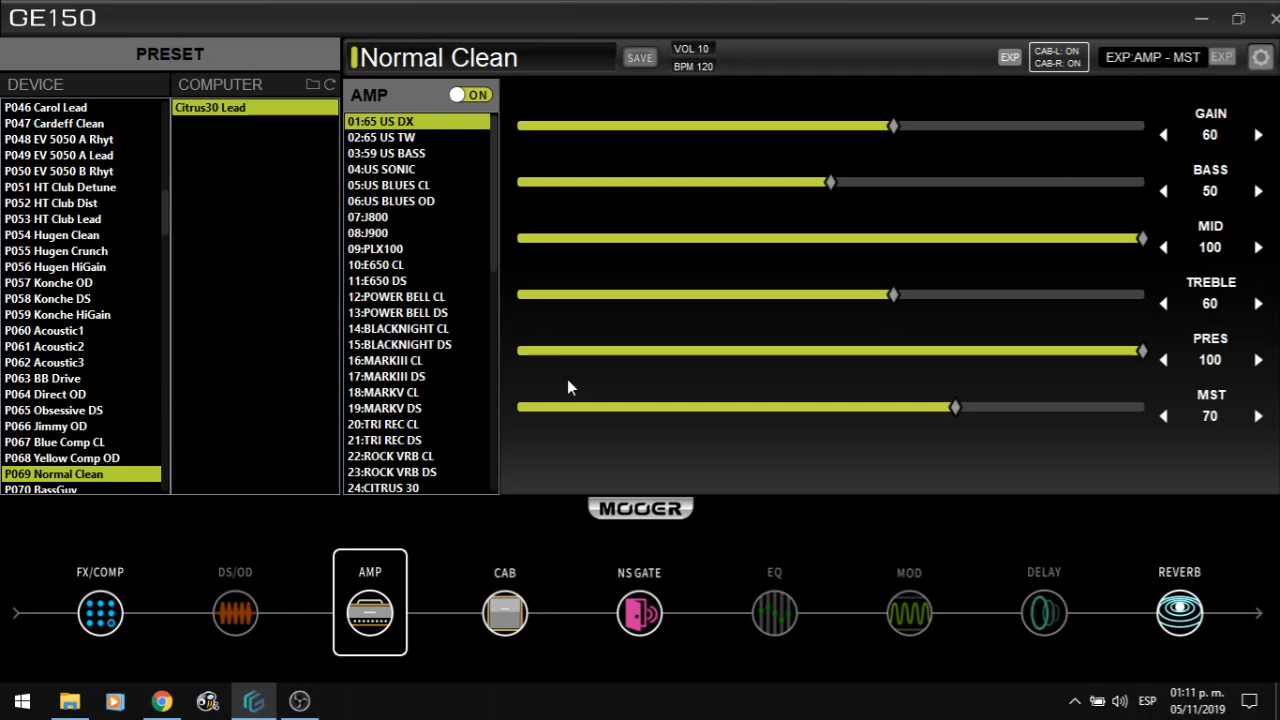 GE150
PRESET
DEVICE
COMPUTER
P046 Carol Lead
P047 Cardeff Clean
P048 EV 5050 A Rhyt
P049 EV 5050 A Lead
P050 EV 5050 B Rhyt
P051 HT Club Detune
P052 HT Club Dist
P053 HT Club Lead
P054 Hugen Clean
P055 Hugen Crunch
P056 Hugen HiGain
P057 Konche OD
P058 Konche DS
P059 Konche HiGain
P060 Acoustic1
P061 Acoustic2
P062 Acoustic3
P063 BB Drive
P064 Direct OD
P065 Obsessive DS
P066 Jimmy OD
P067 Blue Comp CL
P068 Yellow Comp OD
P069 Normal Clean
P070 BassGuy
Citrus30 Lead
Normal Clean
SAVE
VOL 10
BPM 120
EXP
CAB-L: ON
CAB-R: ON
EXP:AMP - MST
EXP
AMP
ON
01:65 US DX
02:65 US TW
03:59 US BASS
04:US SONIC
05:US BLUES CL
06:US BLUES OD
07:J800
08:J900
09:PLX100
10:E650 CL
11:E650 DS
12:POWER BELL CL
13:POWER BELL DS
14:BLACKNIGHT CL
15:BLACKNIGHT DS
16:MARKIII CL
17:MARKIII DS
18:MARKV CL
19:MARKV DS
20:TRI REC CL
21:TRI REC DS
22:ROCK VRB CL
23:ROCK VRB DS
24:CITRUS 30
GAIN
60
BASS
50
MID
100
TREBLE
60
PRES
100
MST
70
MOOER
FX/COMP
DS/OD
AMP
CAB
NS GATE
EQ
MOD
DELAY
REVERB
ESP
01:11 p. m.
05/11/2019